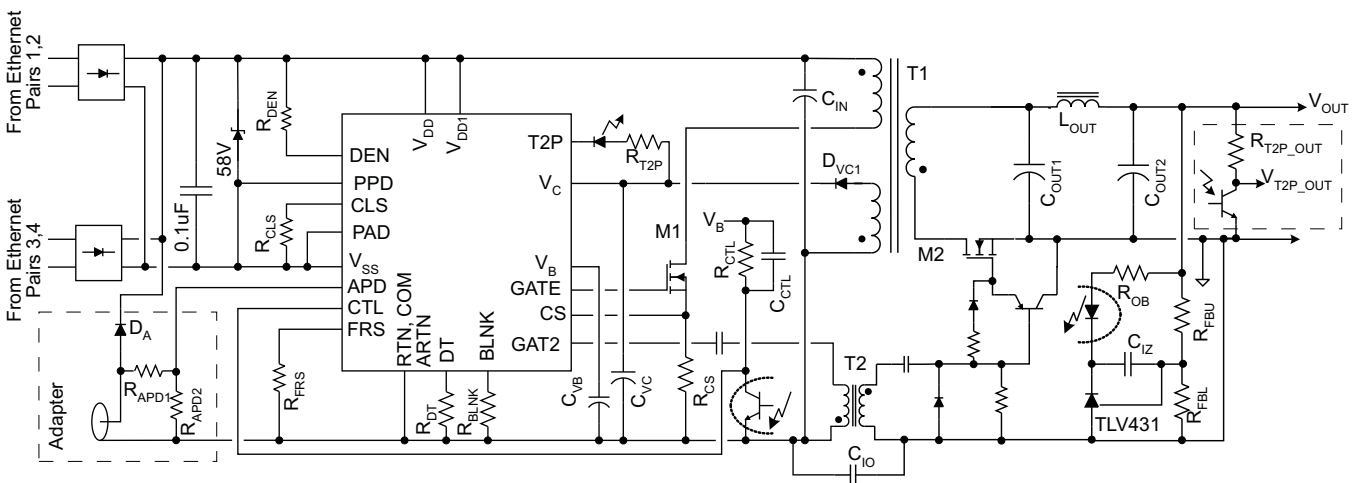 From Ethernet
Pairs 1,2
From Ethernet
Pairs 3,4
0.1uF
58V
R_DEN
V_DD
V_DD1
DEN
PPD
CLS
PAD
V_SS
APD
CTL
FRS
R_CLS
T2P
V_C
V_B
GATE
CS
GAT2
RTN, COM
ARTN
DT
BLNK
R_T2P
D_VC1
C_IN
T1
M1
V_B
R_CTL
C_CTL
M2
L_OUT
C_OUT1
C_OUT2
V_OUT
R_T2P_OUT
V_T2P_OUT
R_OB
R_FBU
C_IZ
R_FBL
TLV431
Adapter
D_A
R_APD1
R_APD2
R_FRS
R_DT
R_BLNK
C_VB
C_VC
R_CS
T2
C_IO